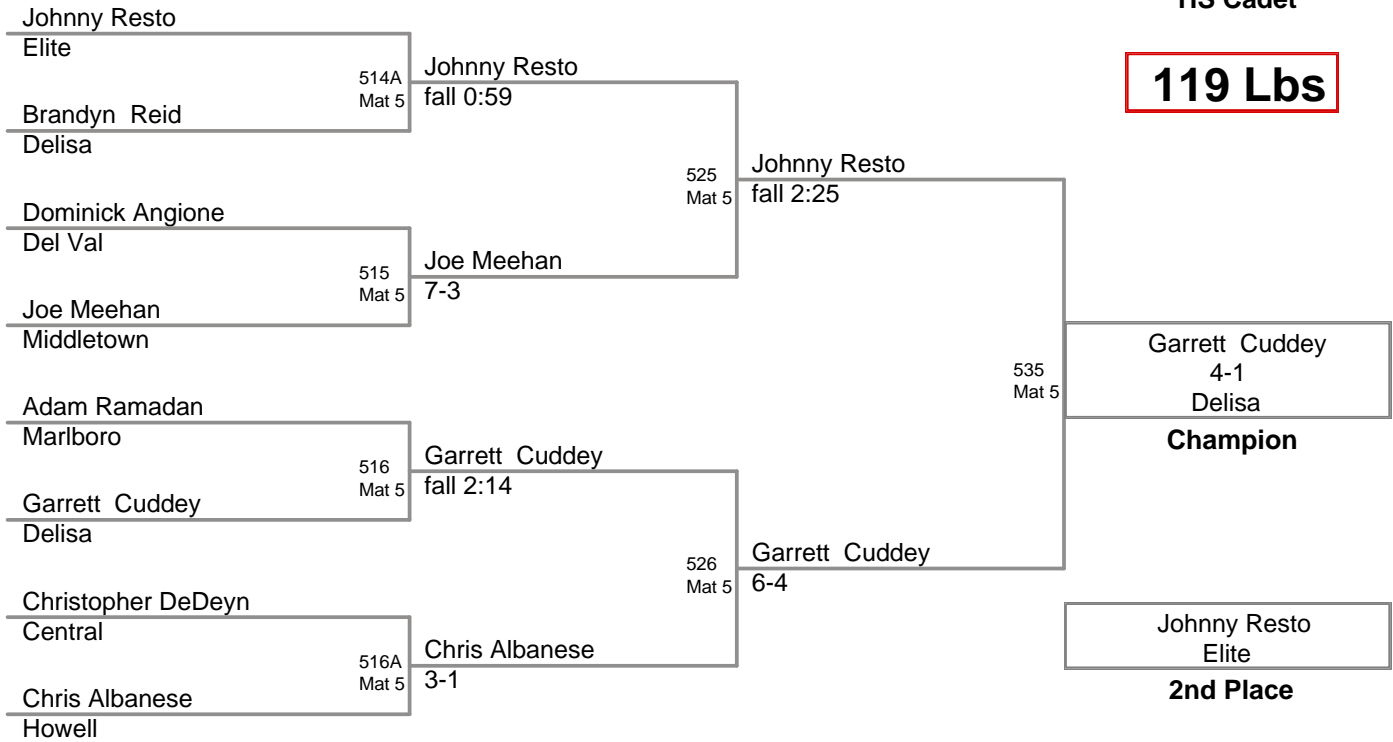 HS Cadet
119 Lbs
Johnny Resto
Elite
514A
Mat 5
Brandyn Reid
Delisa
Johnny Resto
fall 0:59
Dominick Angione
Del Val
515
Mat 5
Joe Meehan
Middletown
Joe Meehan
7-3
525
Mat 5
Johnny Resto
fall 2:25
Adam Ramadan
Marlboro
516
Mat 5
Garrett Cuddey
Delisa
Garrett Cuddey
fall 2:14
Christopher DeDeyn
Central
516A
Mat 5
Chris Albanese
Howell
Chris Albanese
3-1
526
Mat 5
Garrett Cuddey
6-4
535
Mat 5
Garrett Cuddey
4-1
Delisa
Champion
Johnny Resto
Elite
2nd Place